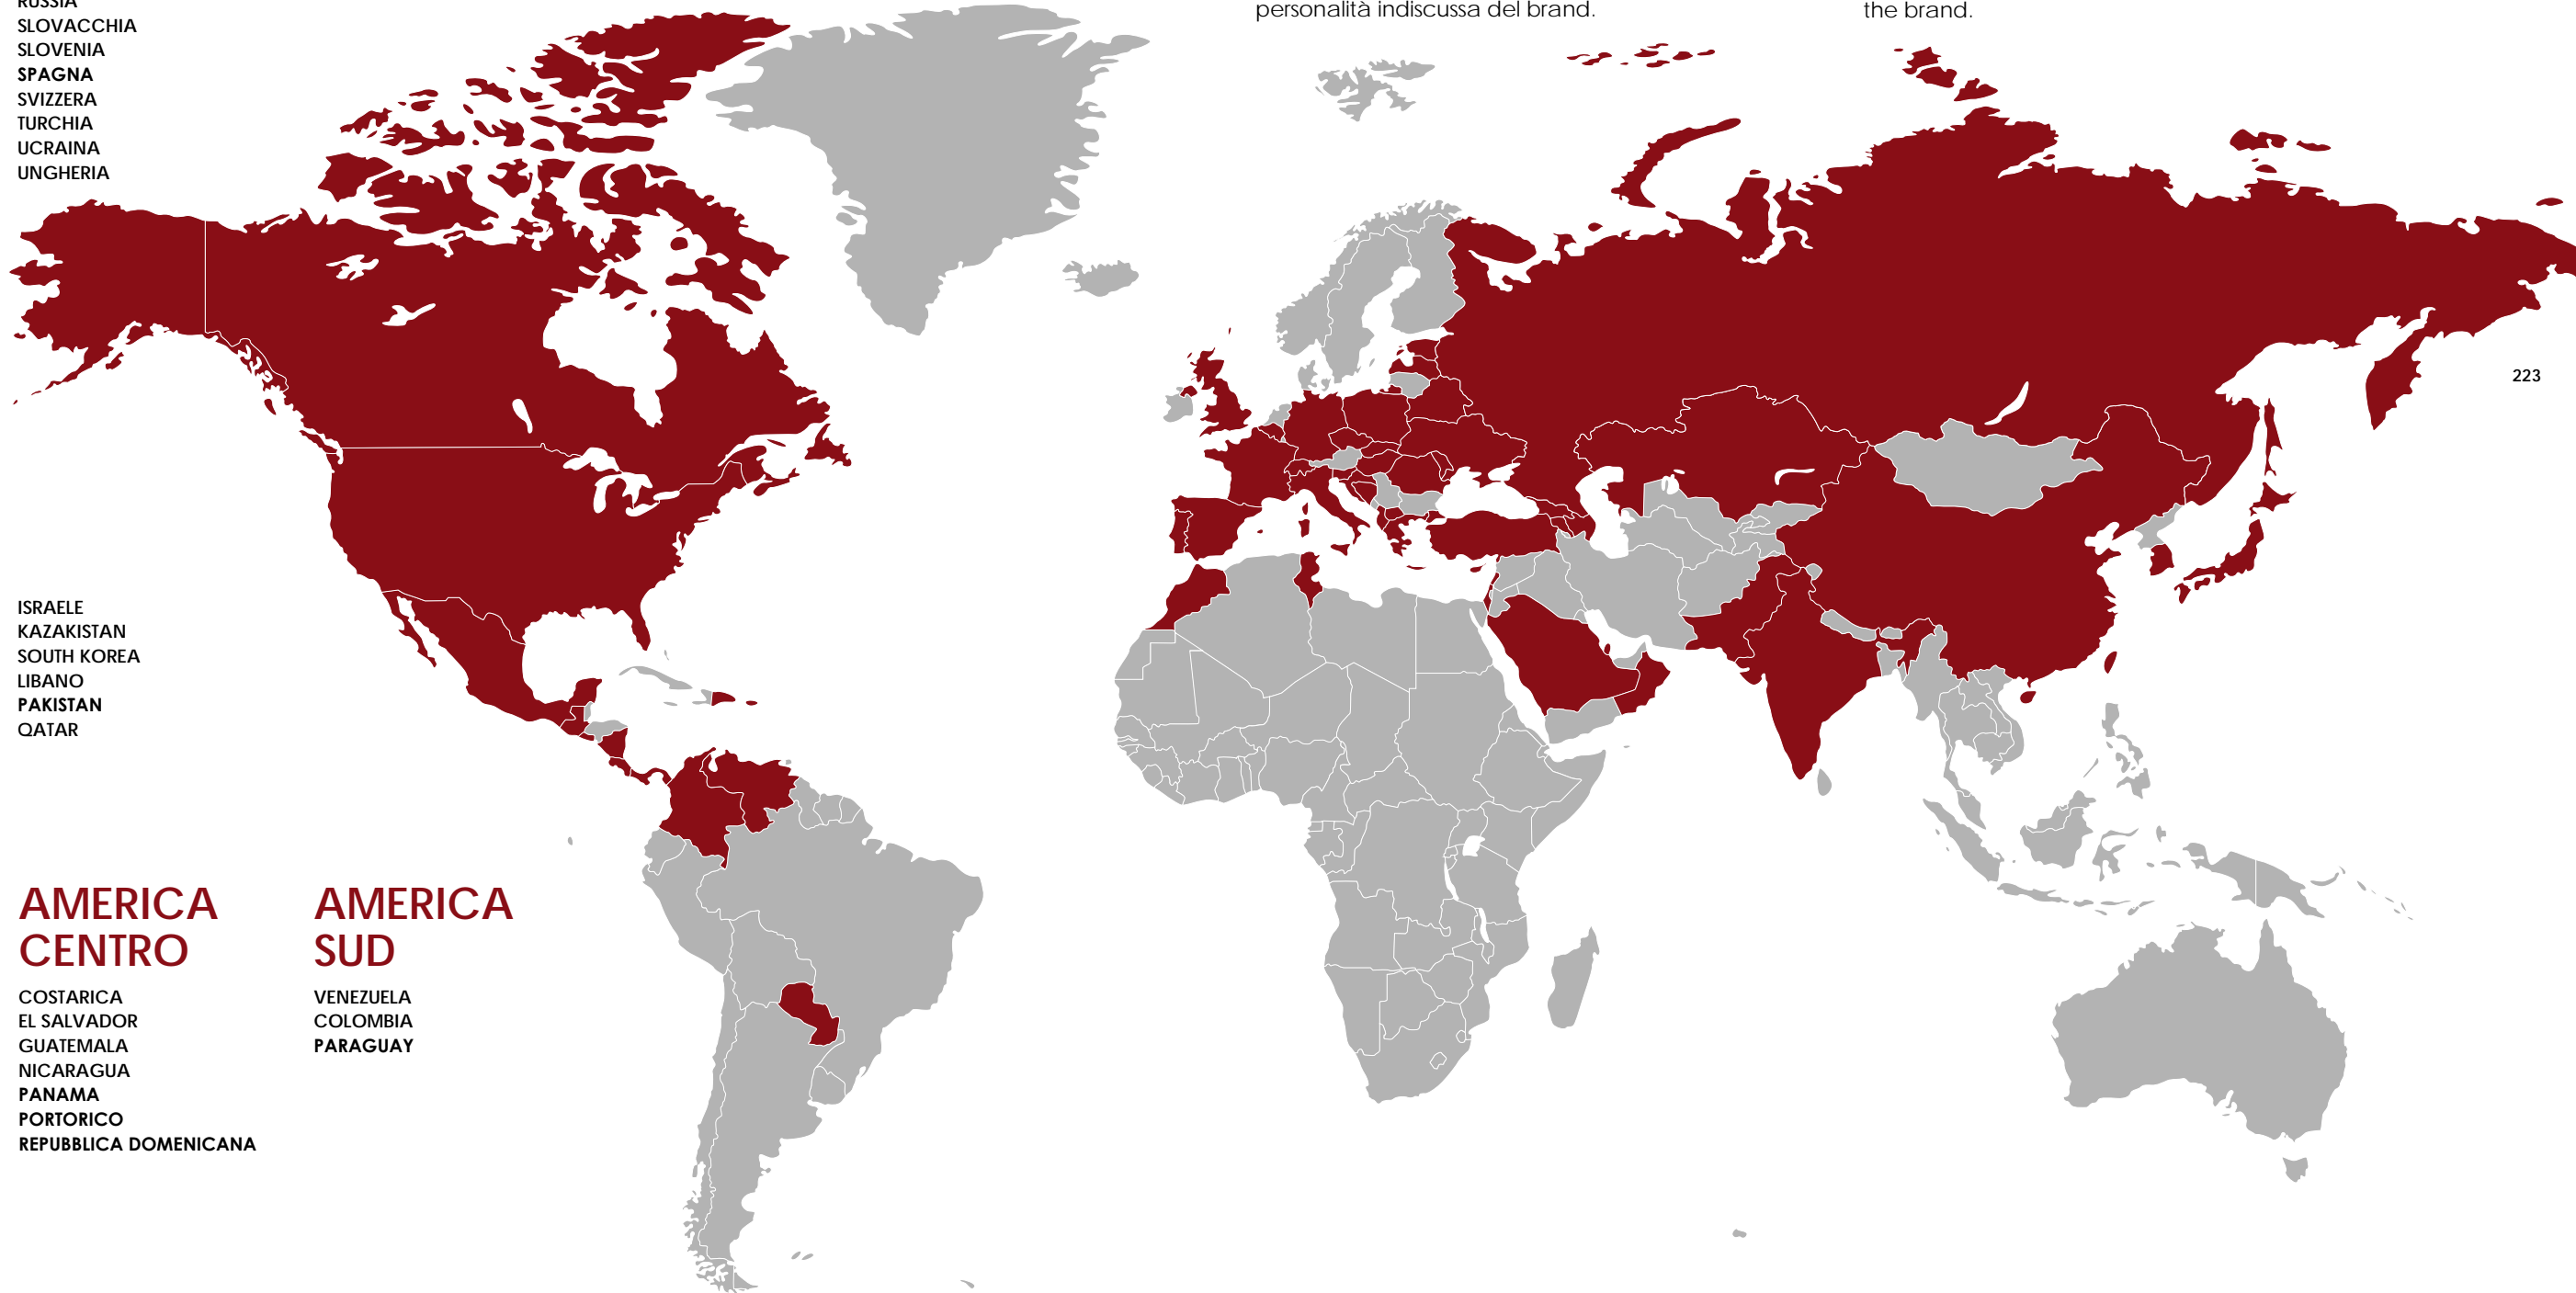 RUSSIA
SLOVACCHIA
SLOVENIA
SPAGNA
SVIZZERA
TURCHIA
UCRAINA
UNGHERIA
personalità indiscussa del brand.
the brand.
223
ISRAELE
KAZAKISTAN
SOUTH KOREA
LIBANO
PAKISTAN
QATAR
AMERICA
CENTRO
COSTARICA
EL SALVADOR
GUATEMALA
NICARAGUA
PANAMA
PORTORICO
REPUBBLICA DOMENICANA
AMERICA
SUD
VENEZUELA
COLOMBIA
PARAGUAY